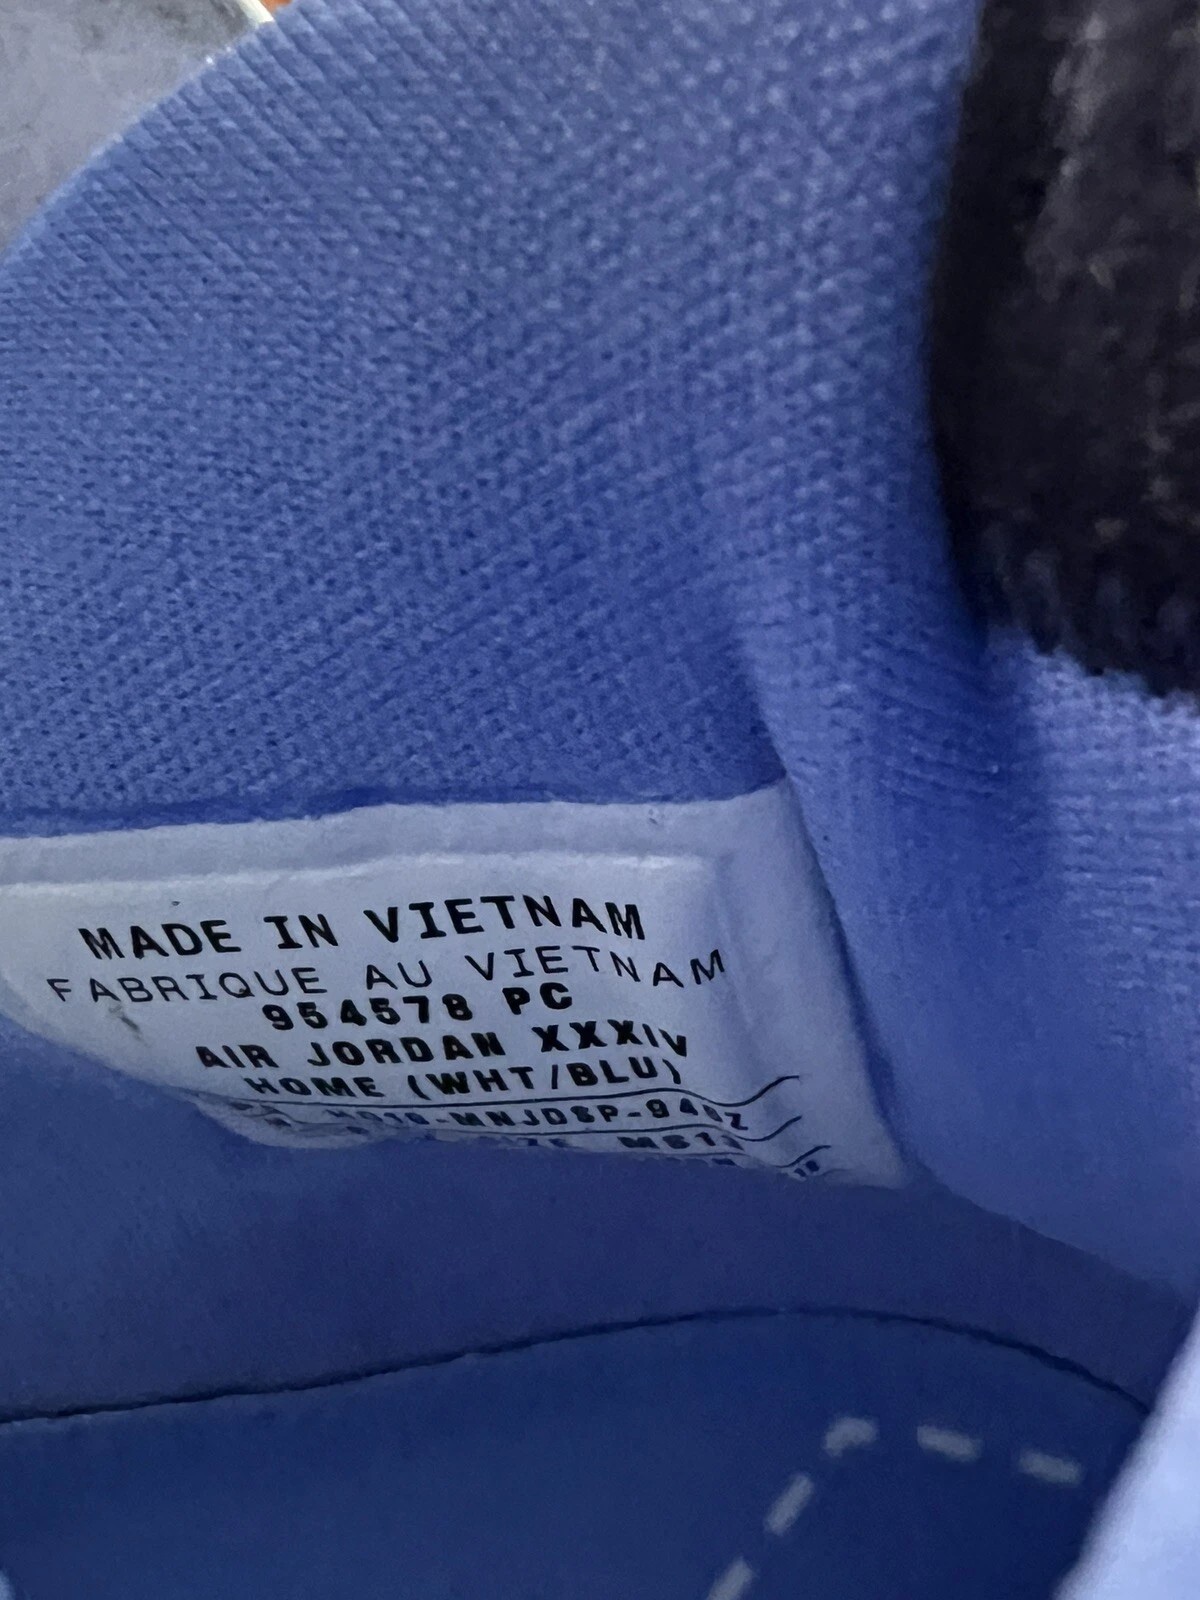 MADE IN VIETNAM
FABRIQUE AU VIETNAM
954578 PC
AIR JORDAN XXXIV
HOME (WHT/BLU)